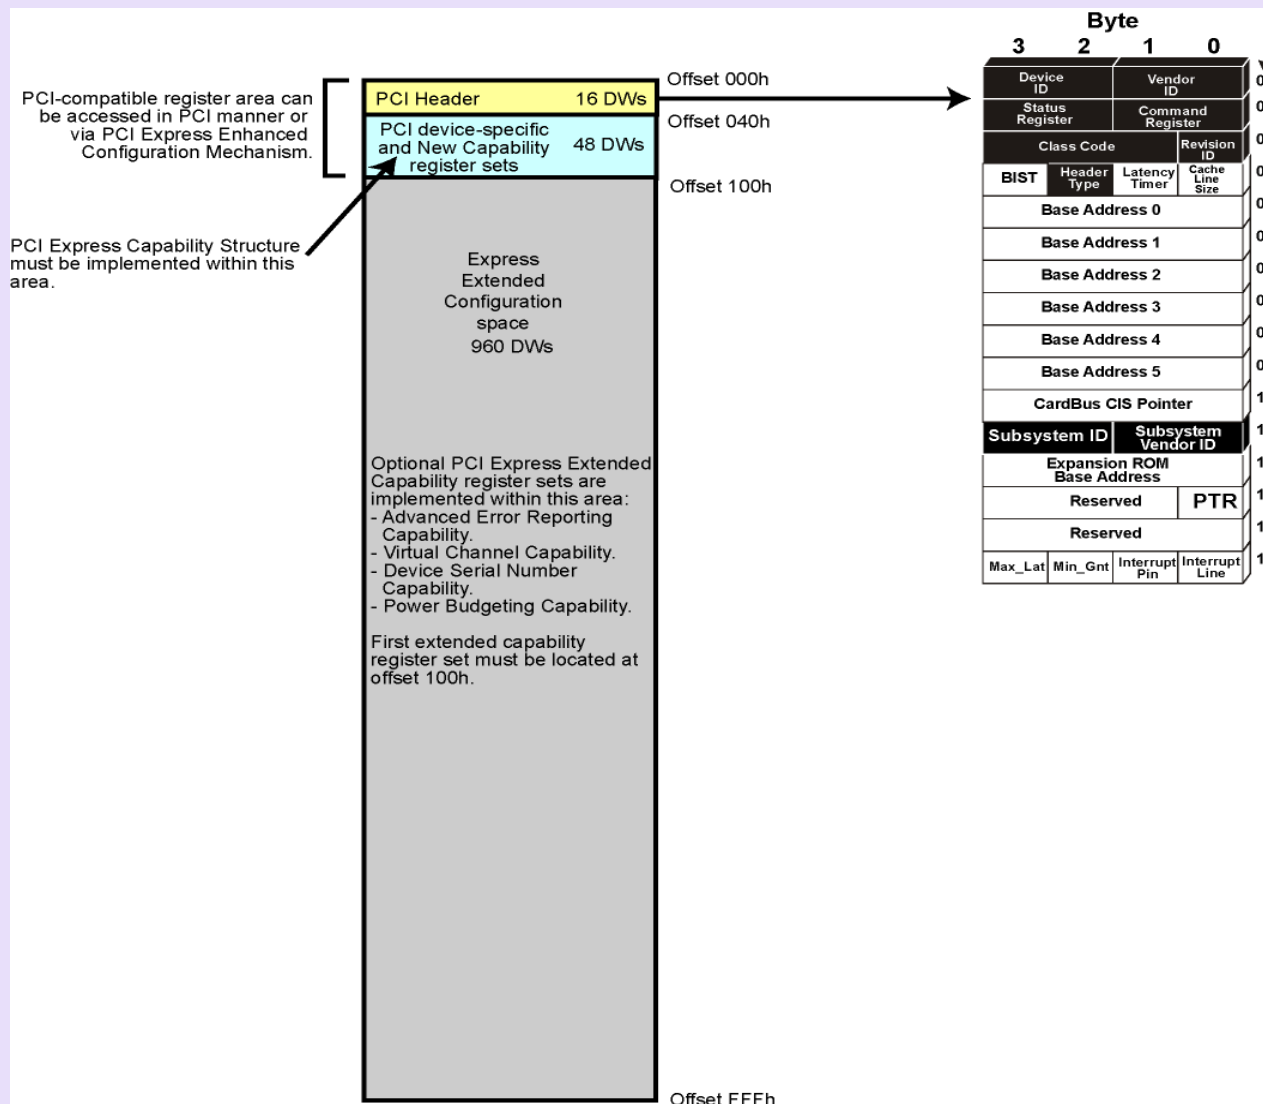 PCI-compatible register area can
be accessed in PCI manner or
via PCI Express Enhanced
Configuration Mechanism.
PCI Express Capability Structure
must be implemented within this
area.
PCI Header 16 DWs
PCI device-specific
and New Capability
register sets
48 DWs
Offset 000h
Offset 040h
Offset 100h
Express
Extended
Configuration
space
960 DWs
Optional PCI Express Extended
Capability register sets are
implemented within this area:
- Advanced Error Reporting
Capability.
- Virtual Channel Capability.
- Device Serial Number
Capability.
- Power Budgeting Capability.
First extended capability
register set must be located at
offset 100h.
Offset FFFh
Byte
3 2 1 0
Device
ID
Vendor
ID
Status
Register
Command
Register
Class Code
Revision
ID
BIST
Header
Type
Latency
Timer
Cache
Line
Size
Base Address 0
Base Address 1
Base Address 2
Base Address 3
Base Address 4
Base Address 5
CardBus CIS Pointer
Subsystem ID
Subsystem
Vendor ID
Expansion ROM
Base Address
Reserved
PTR
Reserved
Max_Lat
Min_Gnt
Interrupt
Pin
Interrupt
Line